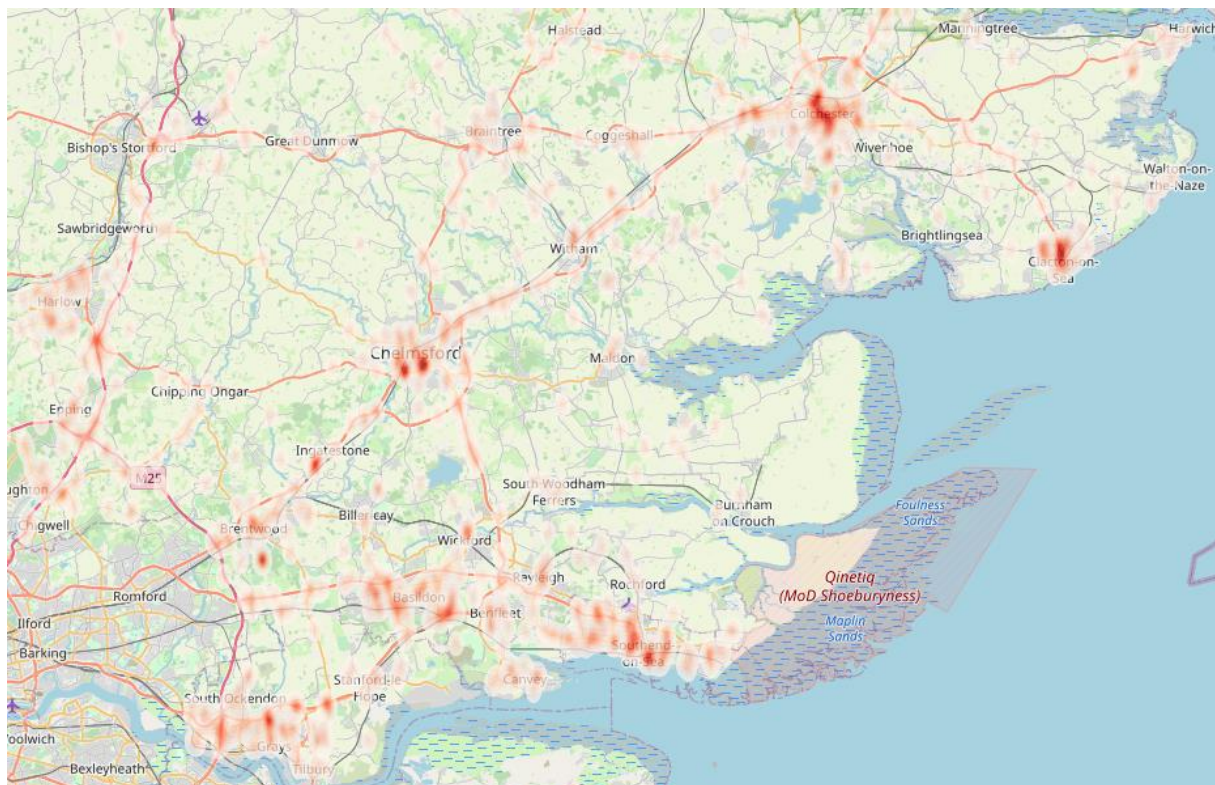 Halstead
Manningtree
Harwich
Braintree
Coggeshall
Colchester
Bishop's Stortford
Great Dunmow
Wivenhoe
Walton-on-
the-Naze
Sawbridgeworth
Witham
Brightlingsea
Clacton-on-
Sea
Harlow
Chelmsford
Maldon
Chipping Ongar
Epping
Ingatestone
M25
South Woodham
Ferrers
ughton
Burnham
on Crouch
Foulness
Sands
Chigwell
Brentwood
Billericay
Wickford
Rayleigh
Rochford
Qinetiq
(MoD Shoeburyness)
Romford
Basildon
Benfleet
Maplin
Sands
Ilford
Barking
Southend-
on-Sea
Stanford-le
Hope
Canvey
South Ockendon
Woolwich
Grays
Tilbury
Bexleyheath